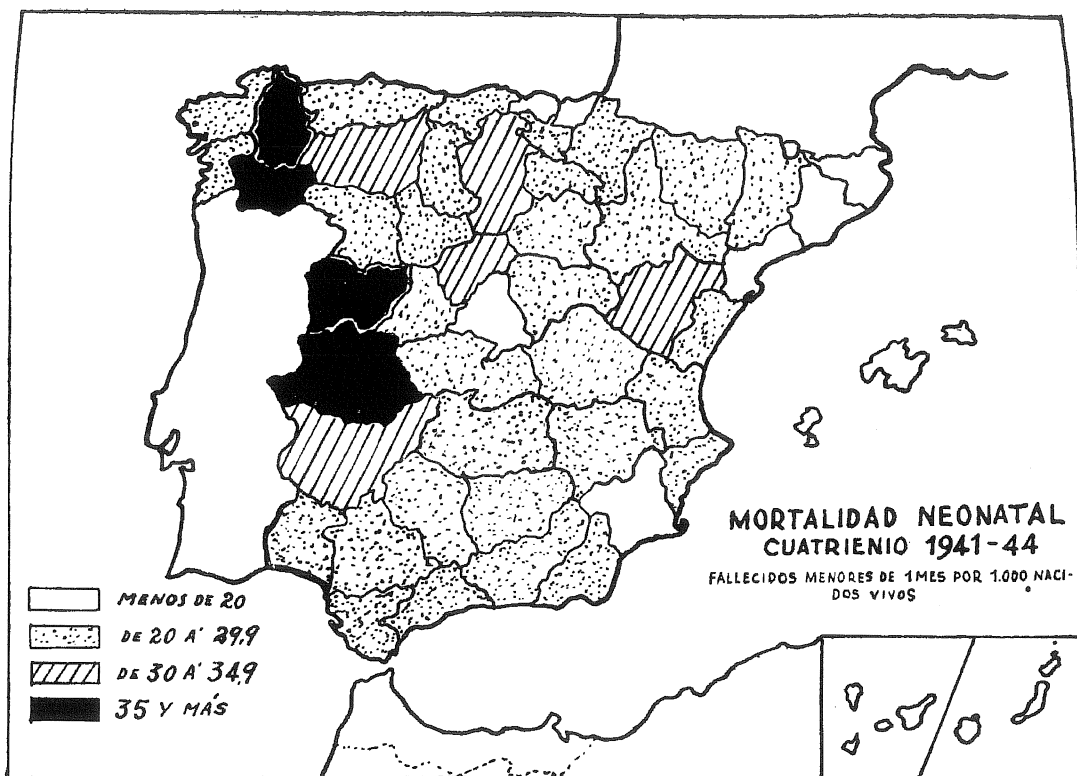 MORTALIDAD NEONATAL
CUATRIENIO 1941-44
FALLECIDOS MENORES DE 1 MES POR 1.000 NACI-
DOS VIVOS
MENOS DE 20
DE 20 A' 29,9
DE 30 A' 34,9
35 Y MÁS